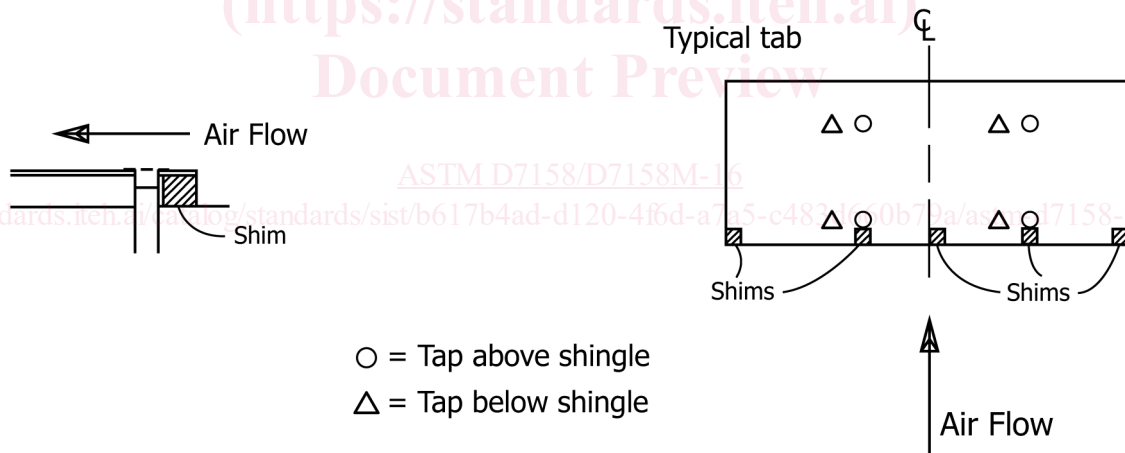 (https://standards.iteh.ai)
Document Preview
Typical tab
℄
Air Flow
ASTM D7158/D7158M-16
Shim
Shims
Shims
○ = Tap above shingle
△ = Tap below shingle
Air Flow